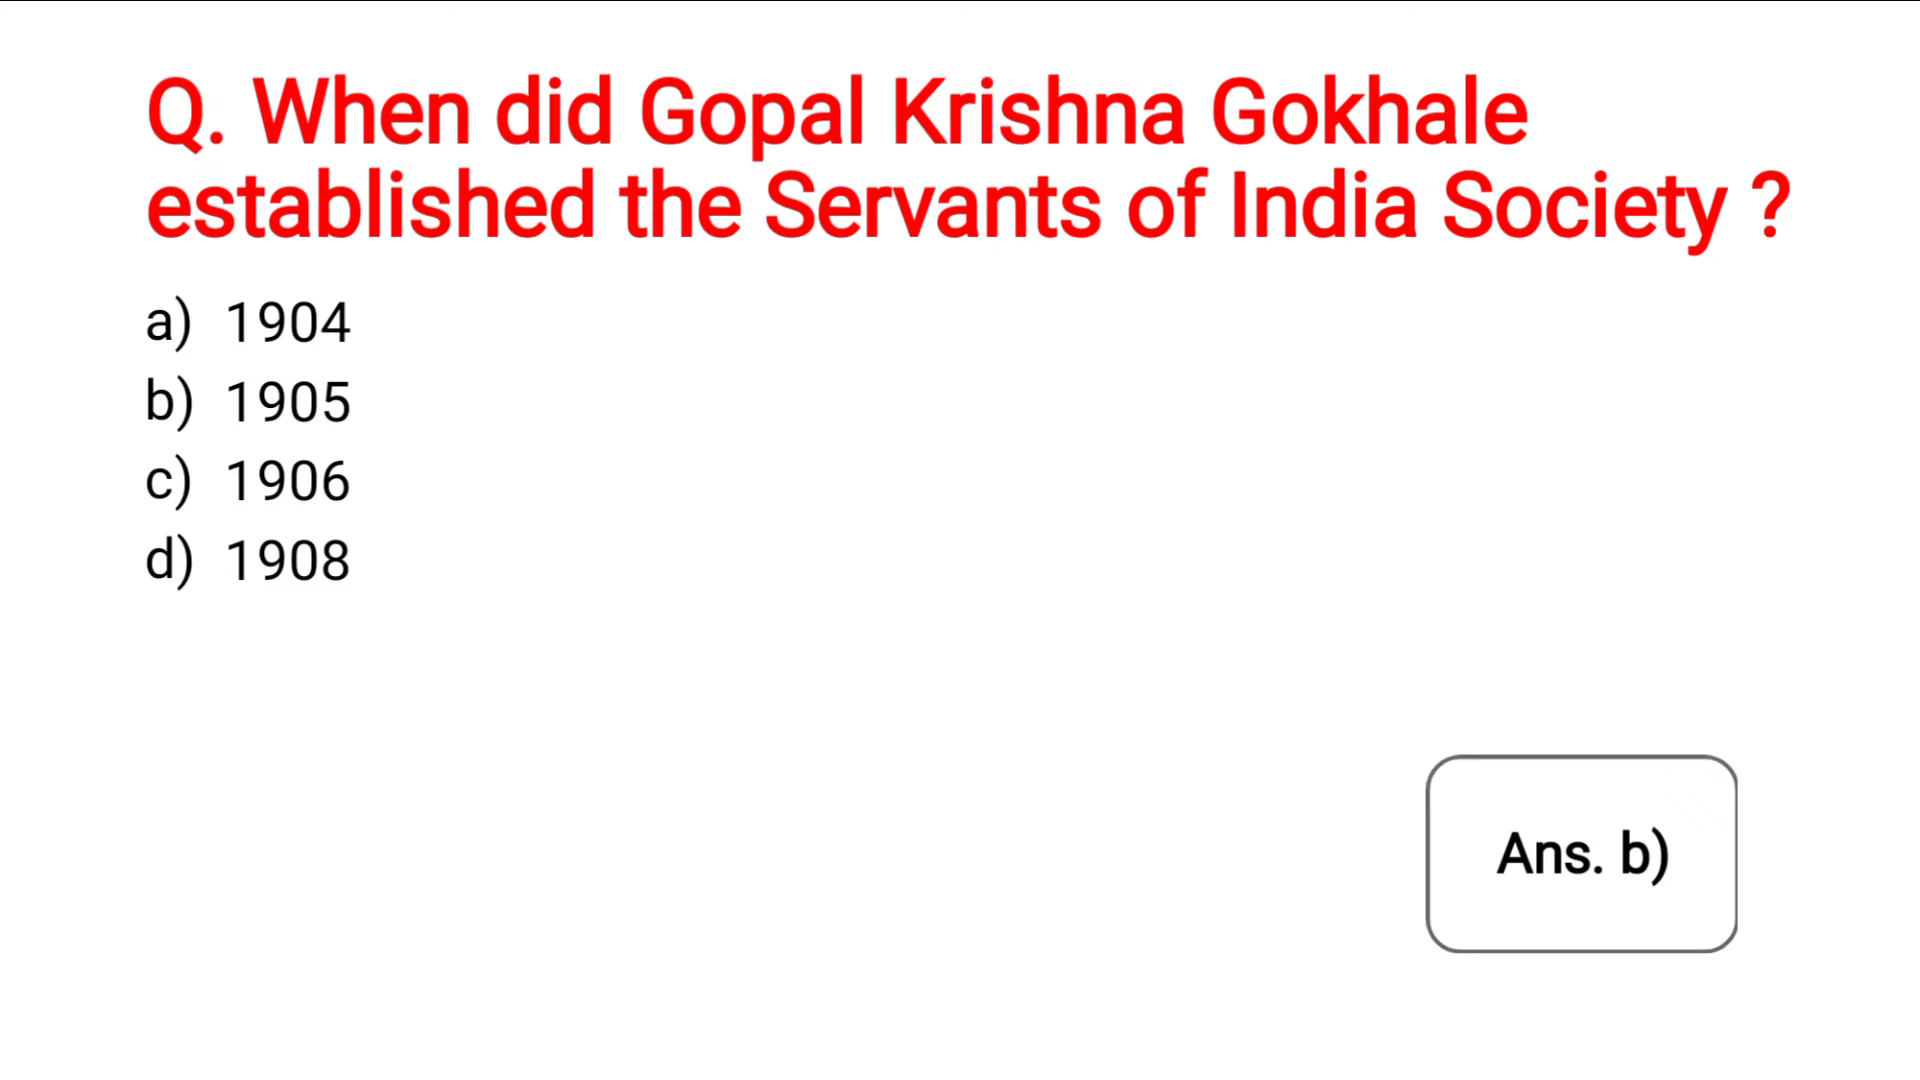 Q. When did Gopal Krishna Gokhale
established the Servants of India Society ?
a) 1904
b) 1905
c) 1906
d) 1908
Ans. b)